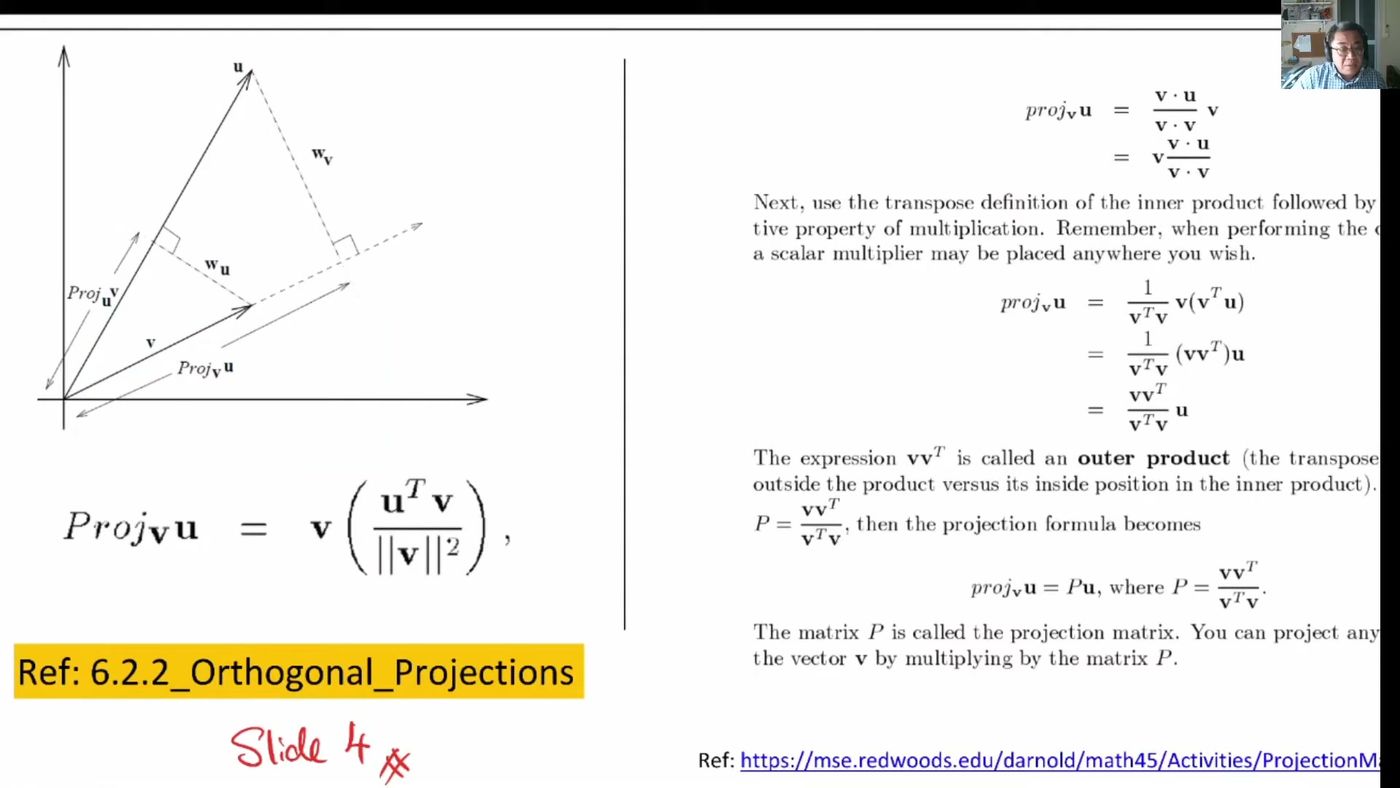 u
w_v
w_u
Proj_u v
v
Proj_v u
Proj_v u = v ( u^T v / ||v||^2 ) ,
Ref: 6.2.2_Orthogonal_Projections
Slide 4 #
proj_v u = (v · u / v · v) v
= v (v · u / v · v)
Next, use the transpose definition of the inner product followed by
tive property of multiplication. Remember, when performing the
a scalar multiplier may be placed anywhere you wish.
proj_v u = (1 / v^T v) v(v^T u)
= (1 / v^T v) (vv^T)u
= (vv^T / v^T v) u
The expression vv^T is called an outer product (the transpose
outside the product versus its inside position in the inner product).
P = vv^T / v^T v, then the projection formula becomes
proj_v u = Pu, where P = vv^T / v^T v.
The matrix P is called the projection matrix. You can project any
the vector v by multiplying by the matrix P.
Ref: https://mse.redwoods.edu/darnold/math45/Activities/ProjectionM